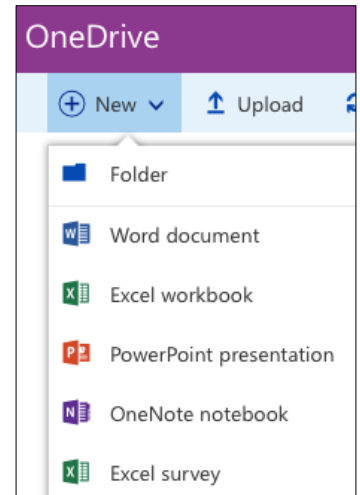 OneDrive
New Upload
Folder
Word document
Excel workbook
PowerPoint presentation
OneNote notebook
Excel survey